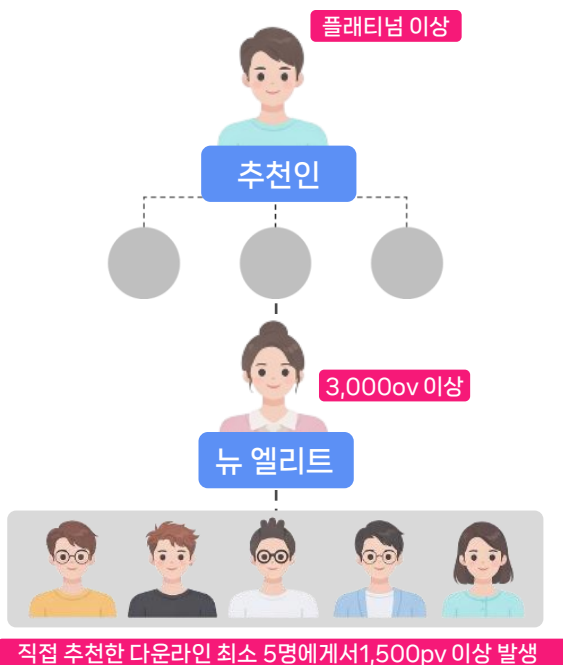 플래티넘 이상
추천인
3,000ov 이상
뉴 엘리트
직접 추천한 다운라인 최소 5명에게서1,500pv 이상 발생